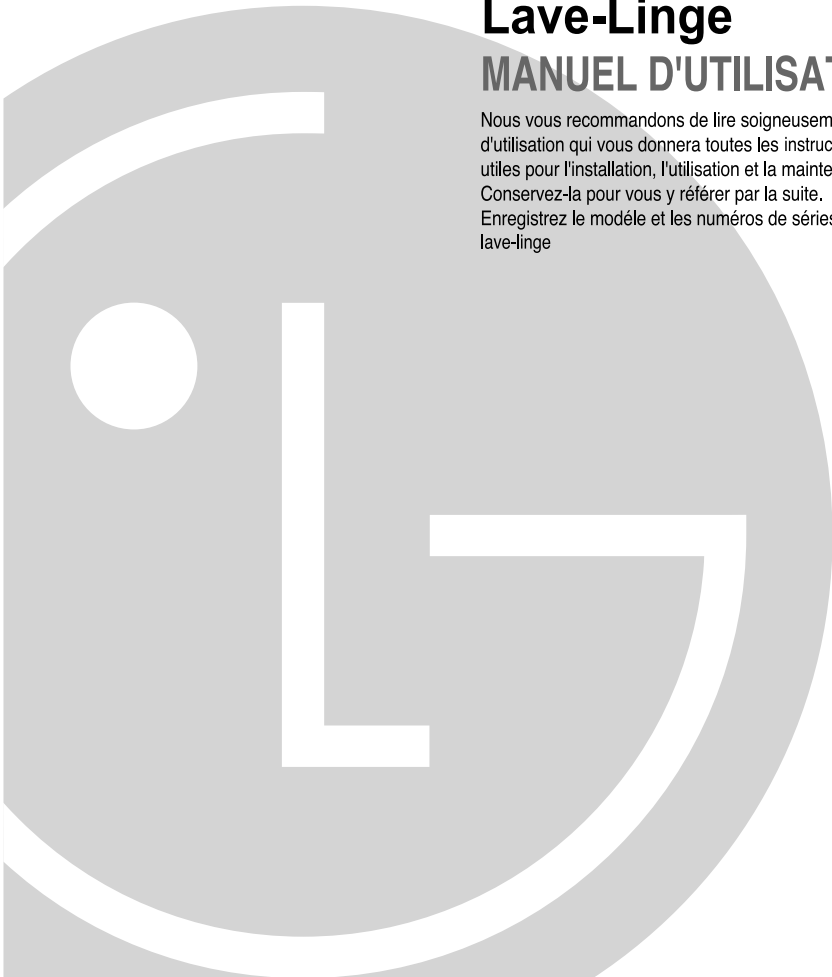 Lave-Linge
MANUEL D'UTILISAT
Nous vous recommandons de lire soigneusem
d'utilisation qui vous donnera toutes les instruc
utiles pour l'installation, l'utilisation et la mainte
Conservez-la pour vous y référer par la suite.
Enregistrez le modéle et les numéros de séries
lave-linge
LG